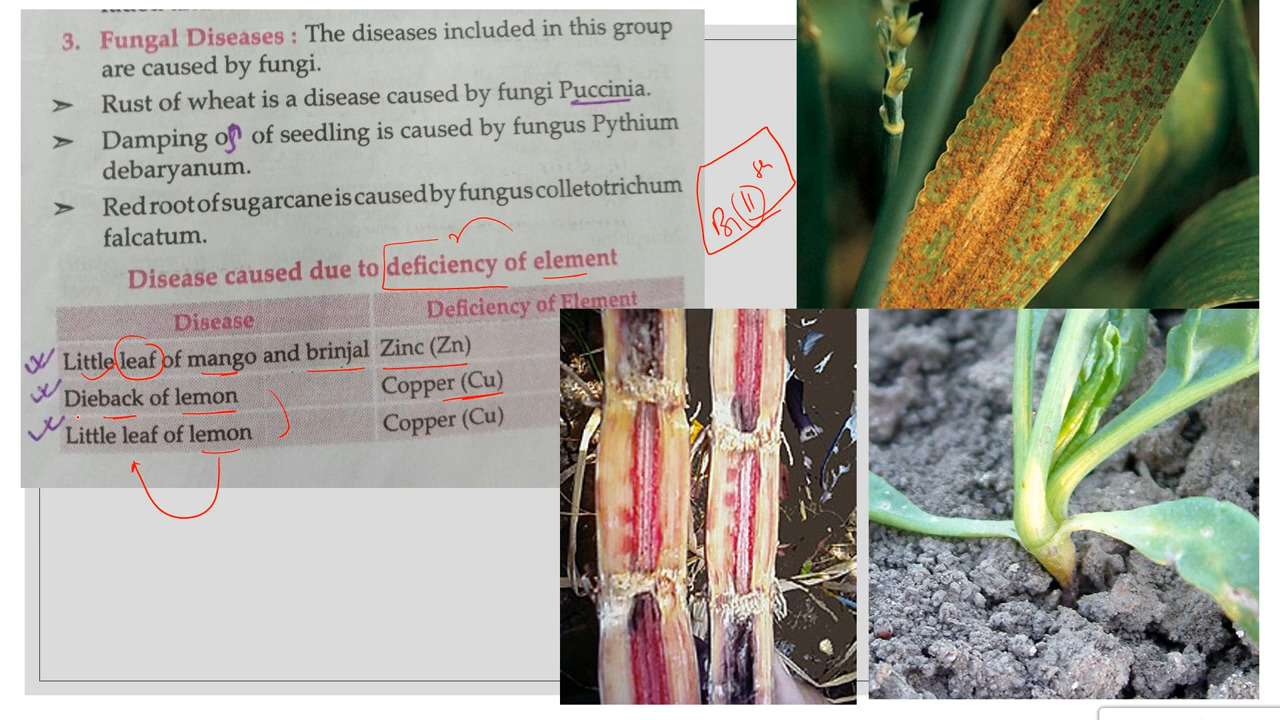 3. Fungal Diseases : The diseases included in this group
are caused by fungi.
➤ Rust of wheat is a disease caused by fungi Puccinia.
➤ Damping of of seedling is caused by fungus Pythium
debaryanum.
➤ Red root of sugarcane is caused by fungus colletotrichum
falcatum.
Disease caused due to deficiency of element
Disease Deficiency of Element
Little leaf of mango and brinjal Zinc (Zn)
Dieback of lemon Copper (Cu)
Little leaf of lemon Copper (Cu)